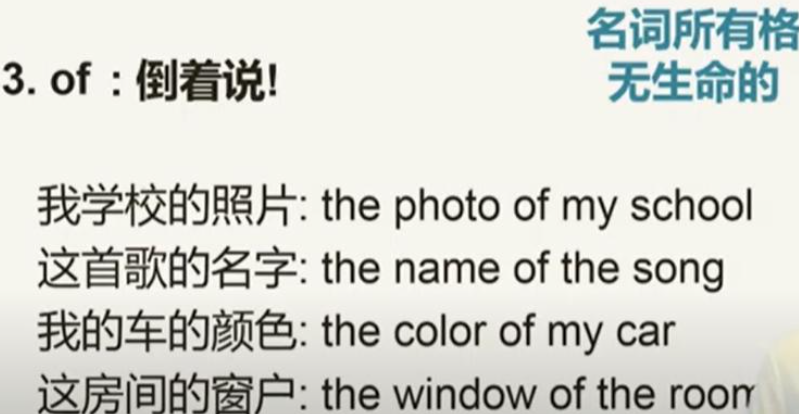 名词所有格
无生命的
3. of : 倒着说!
我学校的照片: the photo of my school
这首歌的名字: the name of the song
我的车的颜色: the color of my car
这房间的窗户: the window of the room